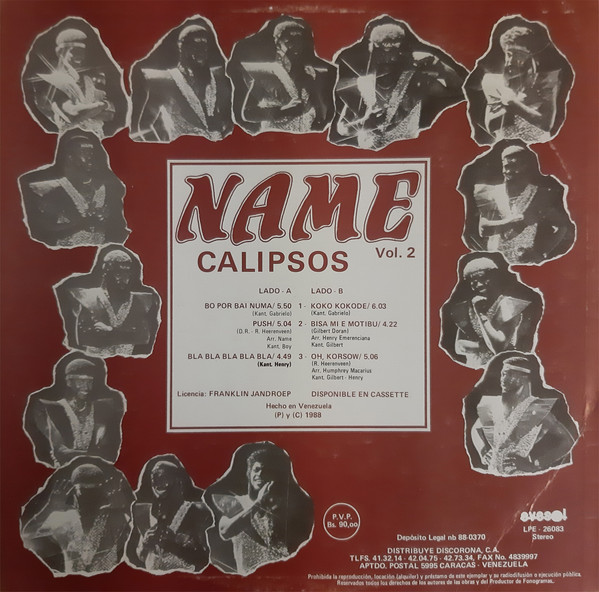 NAME
CALIPSOS Vol. 2
LADO - A LADO - B
BO POR BAI NUMA/ 5.50 1 - KOKO KOKODE/ 6.03
(Kant. Gabrielo) (Kant. Gabrielo)
PUSH/ 5.04 2 - BISA MI E MOTIBU/ 4.22
(D.R. - R. Heerenveen) (Gilbert Doran)
Arr. Name Arr. Henry Emerenciana
Kant. Boy Kant. Gilbert
BLA BLA BLA BLA BLA/ 4.49 3 - OH, KORSOW/ 5.06
(Kant. Henry) (R. Heerenveen)
Arr. Humphrey Macarius
Kant. Gilbert - Henry
Licencia: FRANKLIN JANDROEP DISPONIBLE EN CASSETTE
Hecho en Venezuela
(P) y (C) 1988
P.V.P.
Bs. 90,oo
LPE - 26083
Stereo
Depósito Legal nb 88-0370
DISTRIBUYE DISCORONA, C.A.
TLFS. 41.32.14 - 42.04.75 - 42.73.34, FAX No. 4839997
APTDO. POSTAL 5995 CARACAS - VENEZUELA
Prohibida la reproducción, locación (alquiler) y préstamo de este ejemplar y su radiodifusión o ejecución pública.
Reservados todos los derechos de los autores de las obras y del Productor de Fonogramas.